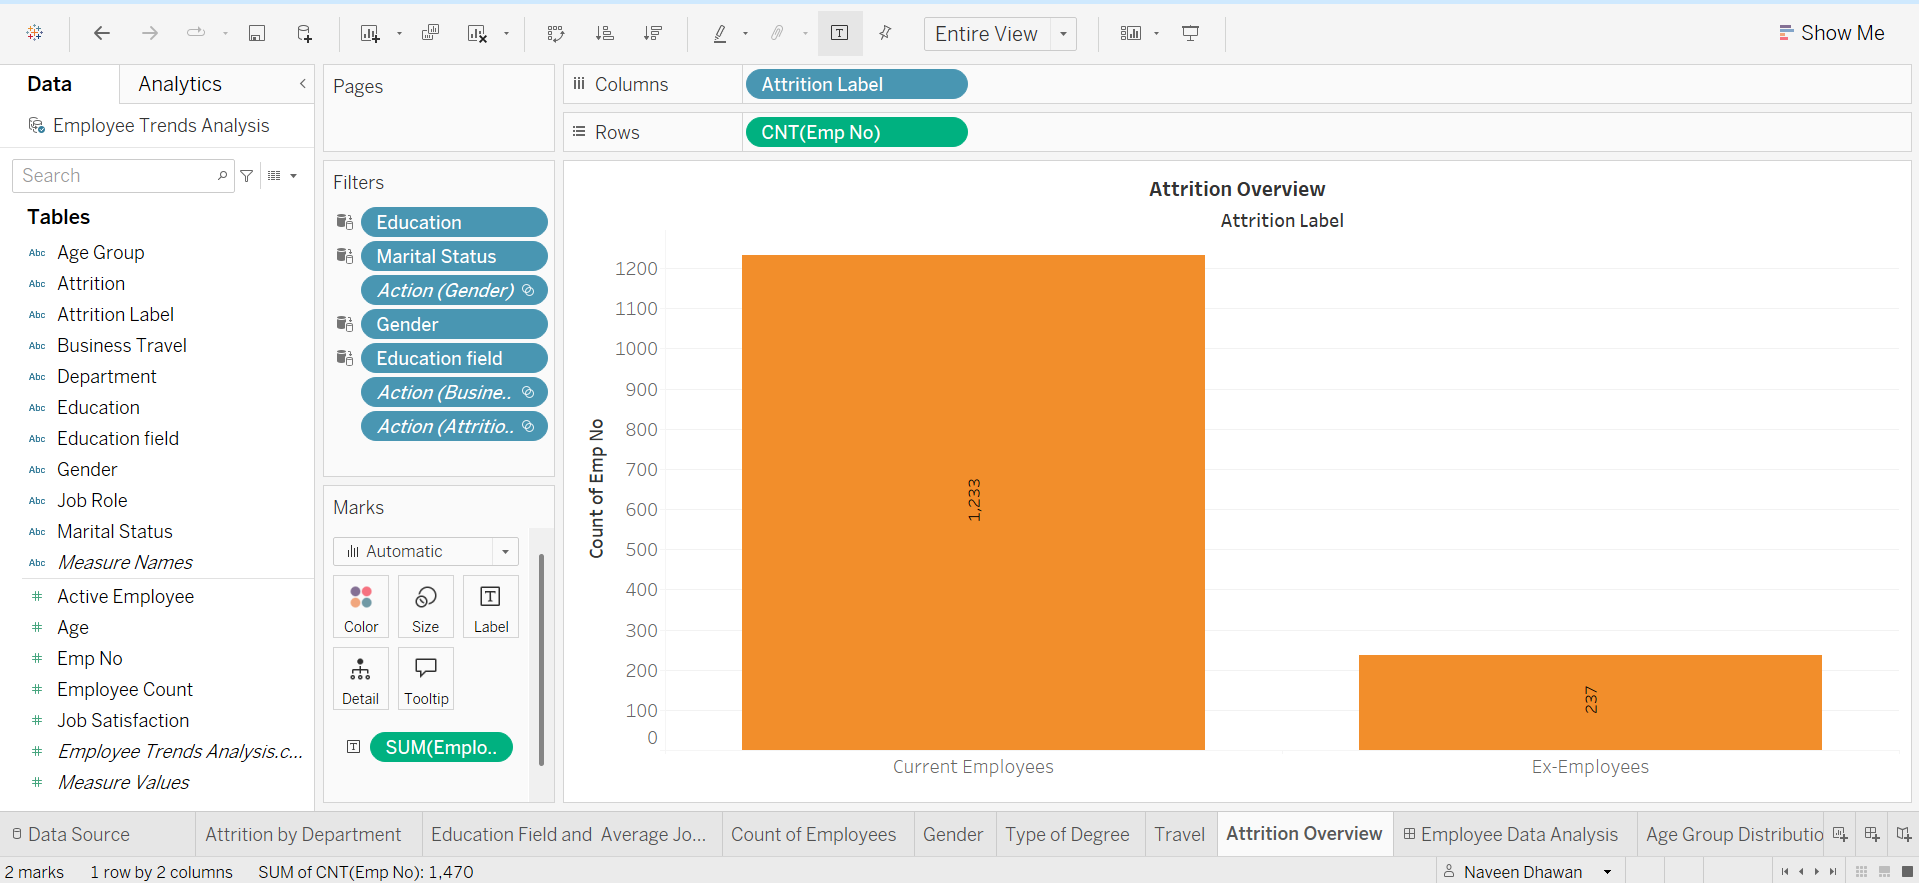 Entire View
Show Me
Data
Analytics
Employee Trends Analysis
Search
Tables
Abc Age Group
Abc Attrition
Abc Attrition Label
Abc Business Travel
Abc Department
Abc Education
Abc Education field
Abc Gender
Abc Job Role
Abc Marital Status
Abc Measure Names
# Active Employee
# Age
# Emp No
# Employee Count
# Job Satisfaction
# Employee Trends Analysis.c...
# Measure Values
Pages
Filters
Education
Marital Status
Action (Gender)
Gender
Education field
Action (Busine..
Action (Attritio..
Marks
Automatic
Color
Size
T
Label
Detail
Tooltip
T SUM(Emplo..
Columns
Attrition Label
Rows
CNT(Emp No)
Attrition Overview
Attrition Label
Count of Emp No
1200
1100
1000
900
800
700
600
500
400
300
200
100
0
1,233
237
Current Employees
Ex-Employees
Data Source
Attrition by Department
Education Field and Average Jo...
Count of Employees
Gender
Type of Degree
Travel
Attrition Overview
Employee Data Analysis
Age Group Distributio
2 marks
1 row by 2 columns
SUM of CNT(Emp No): 1,470
Naveen Dhawan